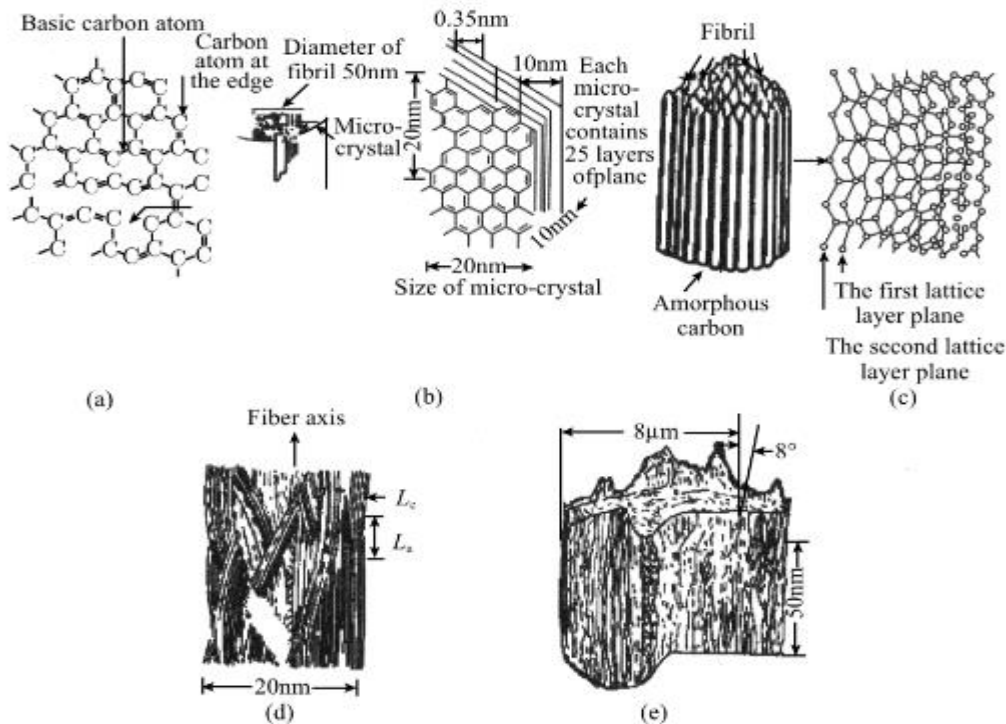 Basic carbon atom
Carbon
atom at
the edge
C
(a)
Diameter of
fibril 50nm
Micro-
crystal
0.35nm
20nm
10nm
Each
micro-
crystal
contains
25 layers
ofplane
10nm
20nm
Size of micro-crystal
(b)
Fibril
Amorphous
carbon
The first lattice
layer plane
The second lattice
layer plane
(c)
Fiber axis
Lc
La
20nm
(d)
8μm
8°
50nm
(e)